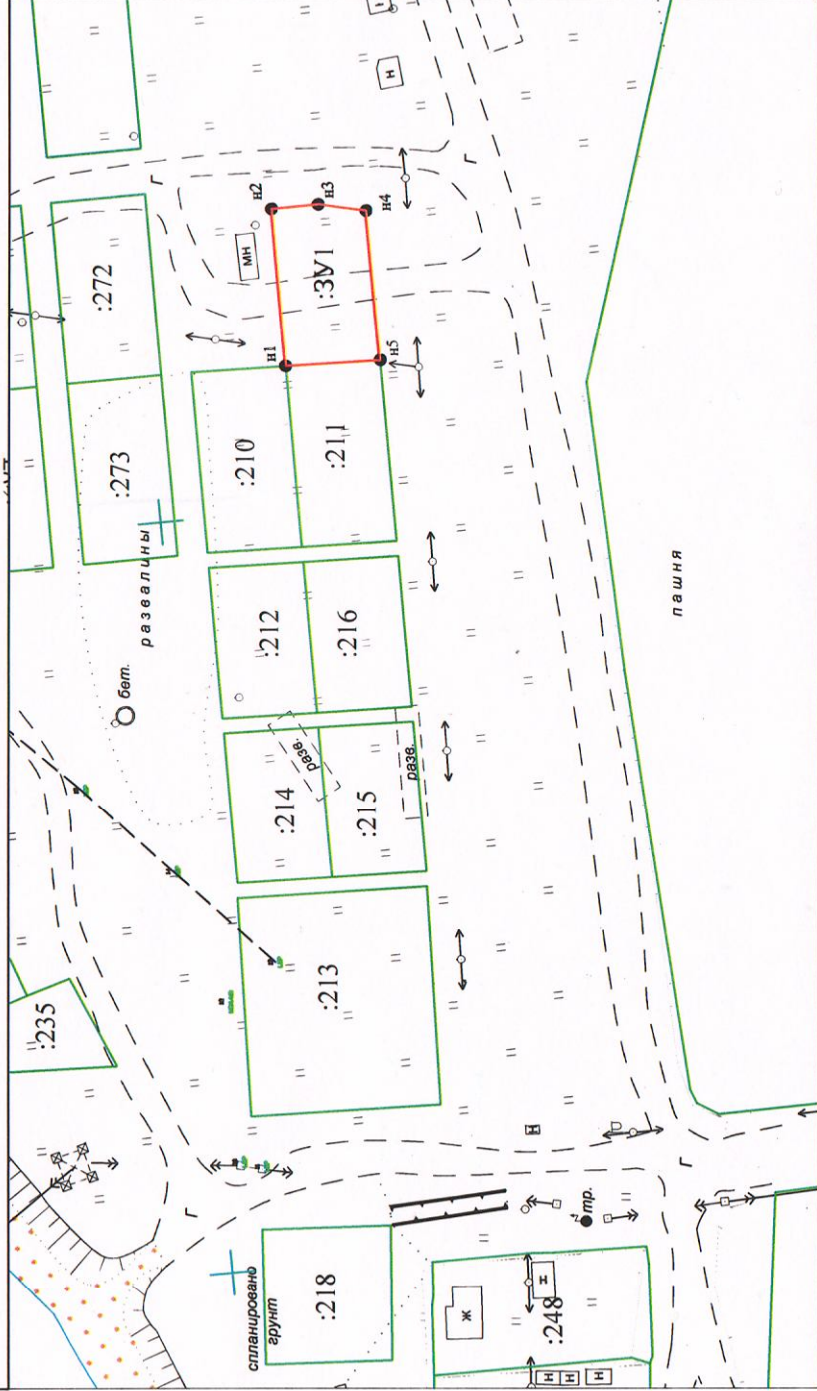 :235
Г
спланировано
грунт
:218
Ж
Н
:248
Н
Н
Н
тр.
Г
Н
:213
:214
:215
разв.
разв.
бет.
развалины
:212
:216
:273
:272
:210
:211
МН
н1
н2
н3
н4
н5
:ЗУ1
Г
Г
Н
пашня